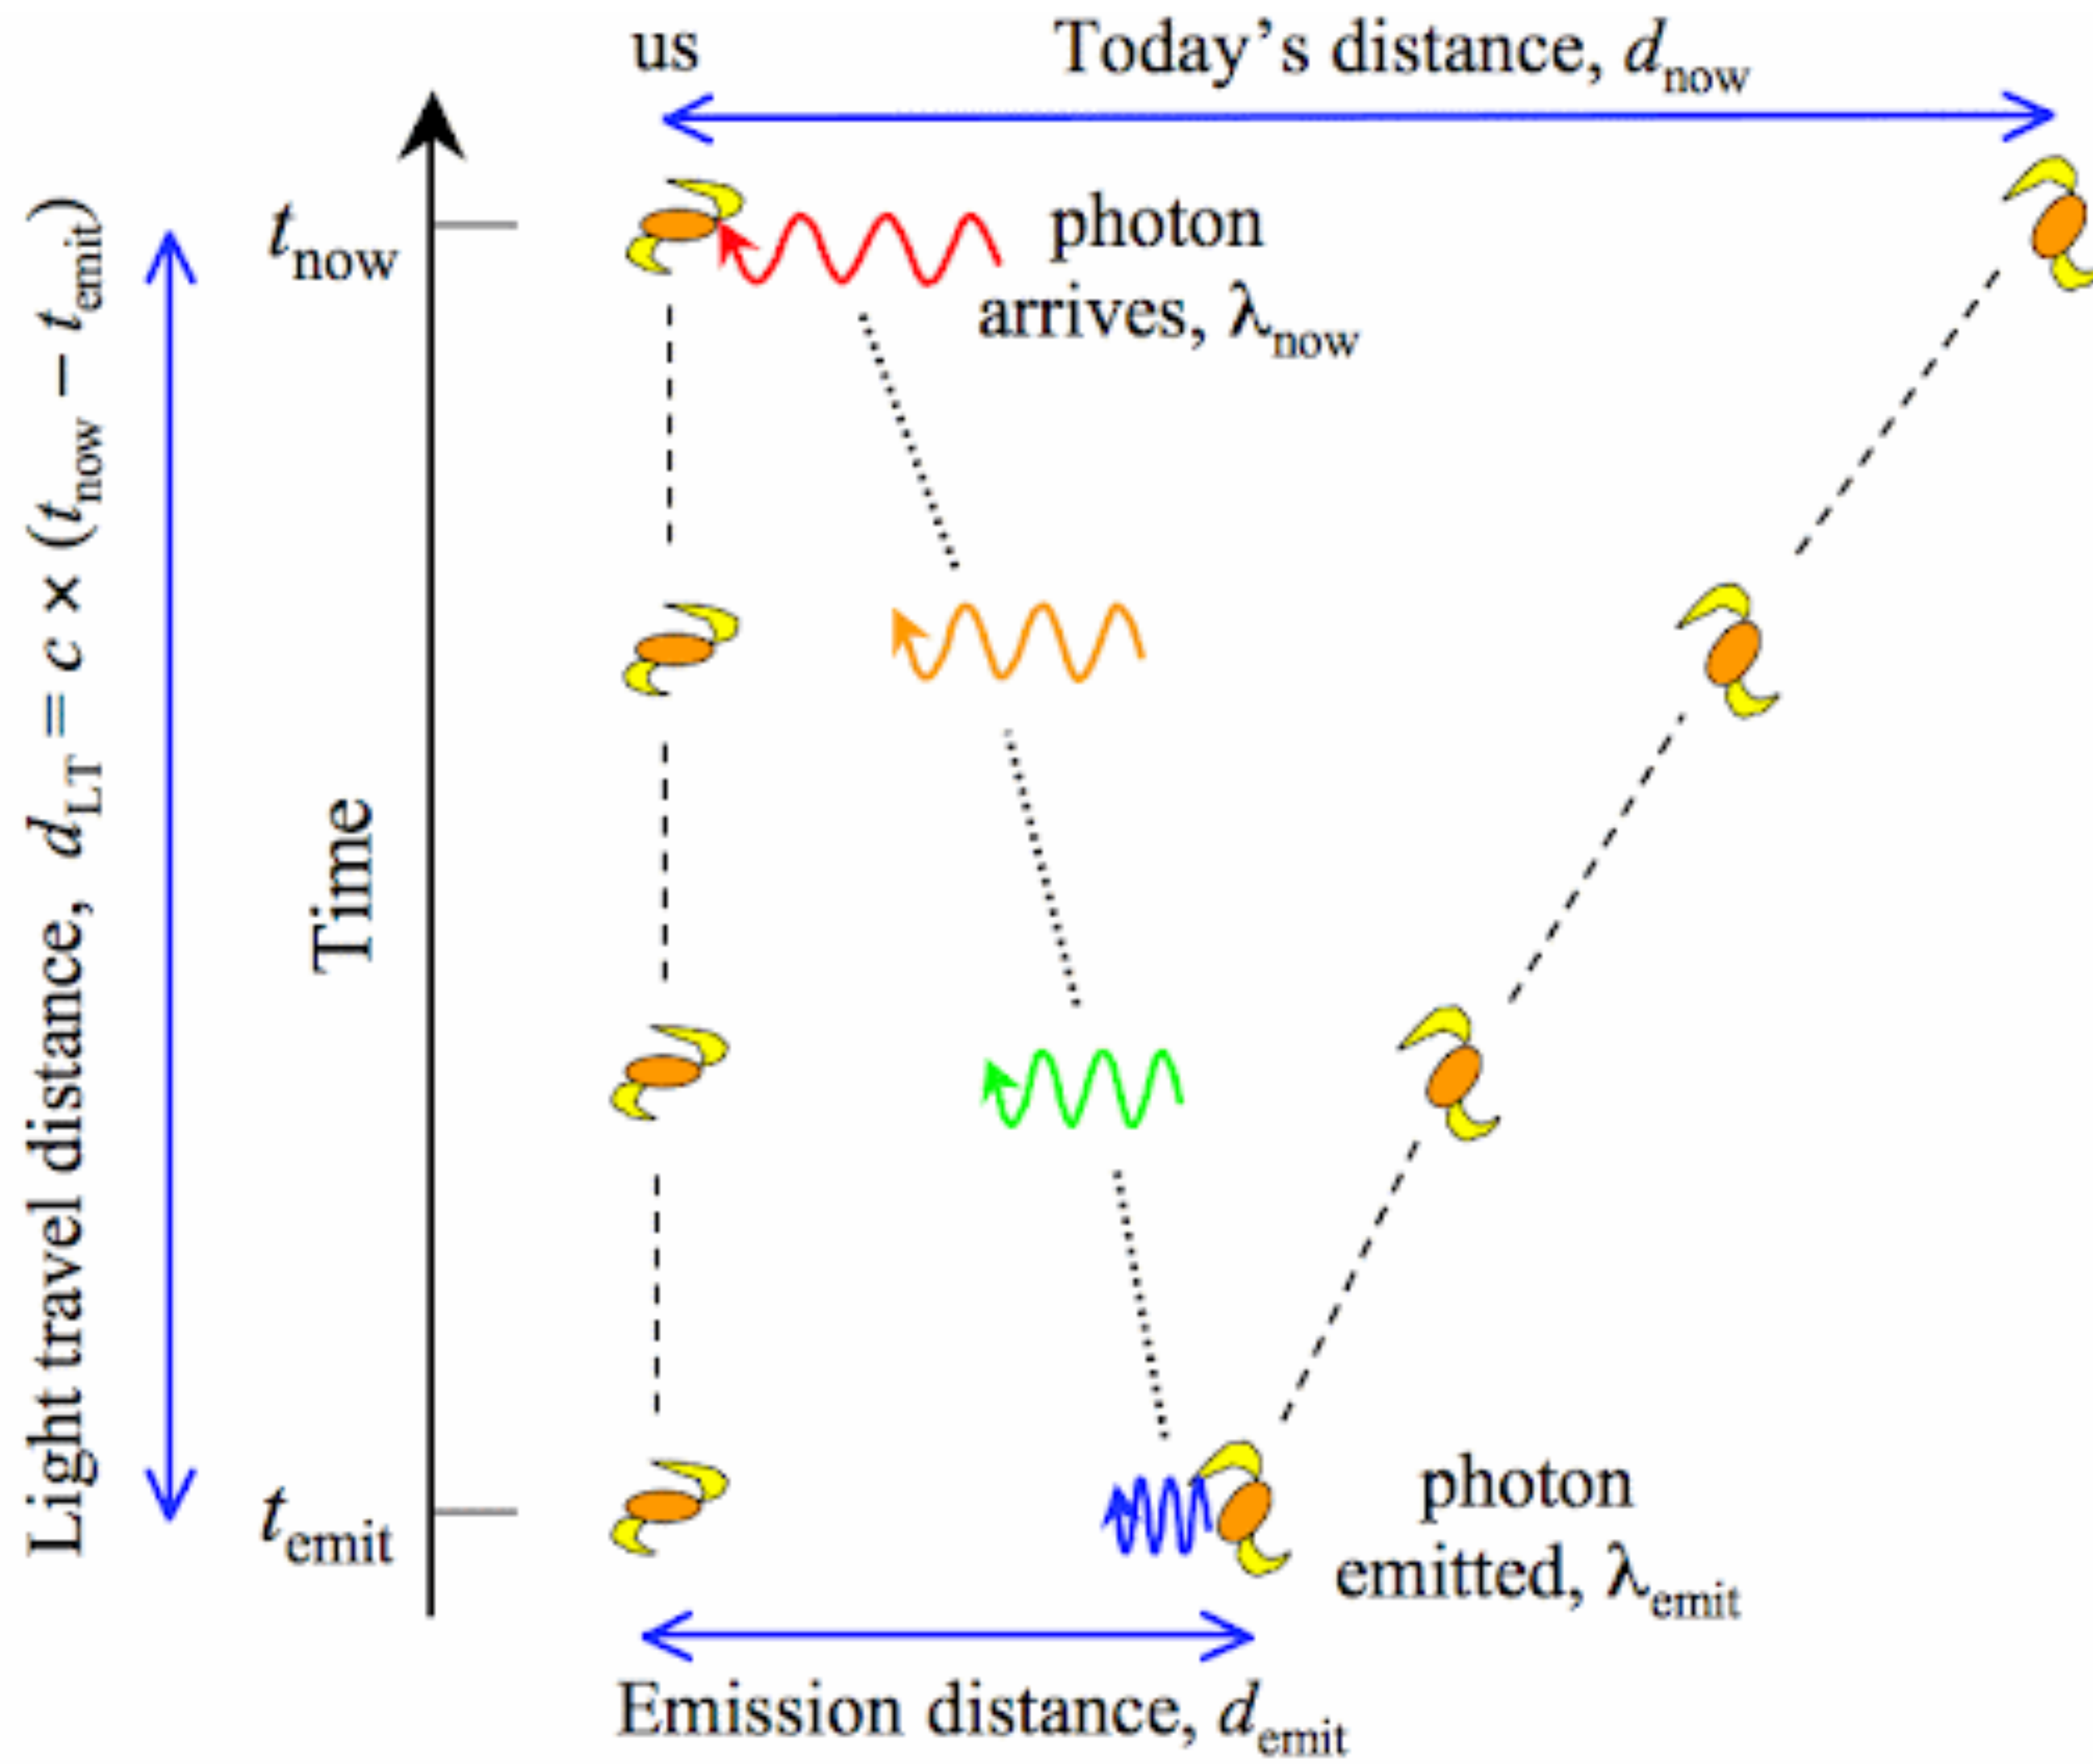 us
Today’s distance, d_now
t_now
photon
arrives, λ_now
Light travel distance, d_LT = c × (t_now – t_emit)
Time
t_emit
photon
emitted, λ_emit
Emission distance, d_emit